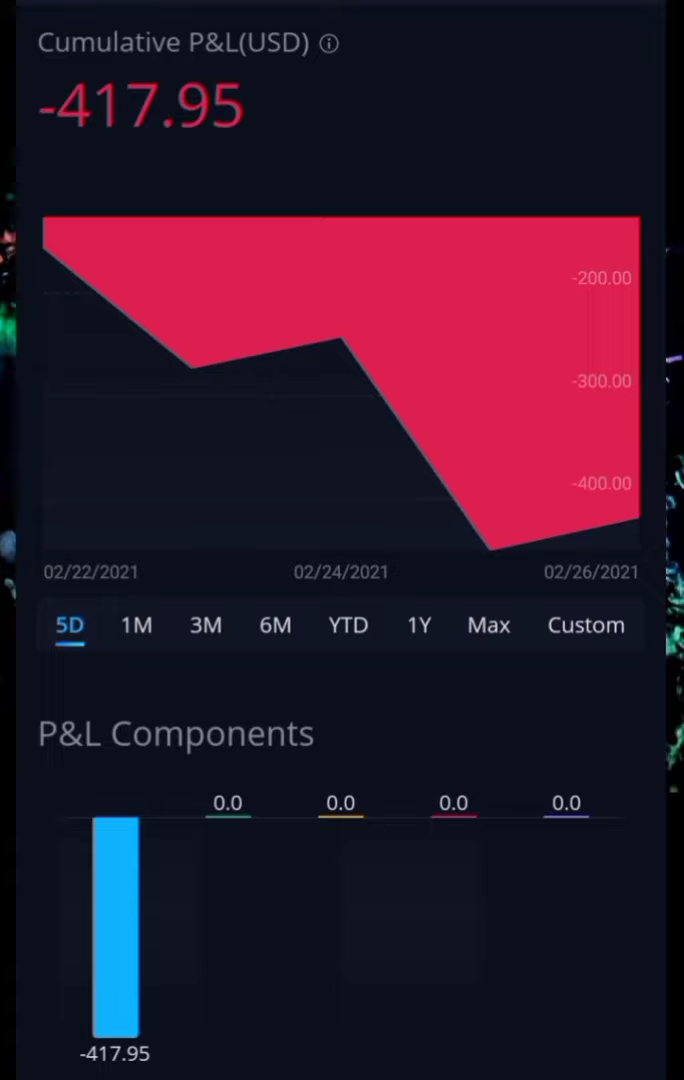 Cumulative P&L(USD)
-417.95
-200.00
-300.00
-400.00
02/22/2021 02/24/2021 02/26/2021
5D 1M 3M 6M YTD 1Y Max Custom
P&L Components
0.0 0.0 0.0 0.0
-417.95